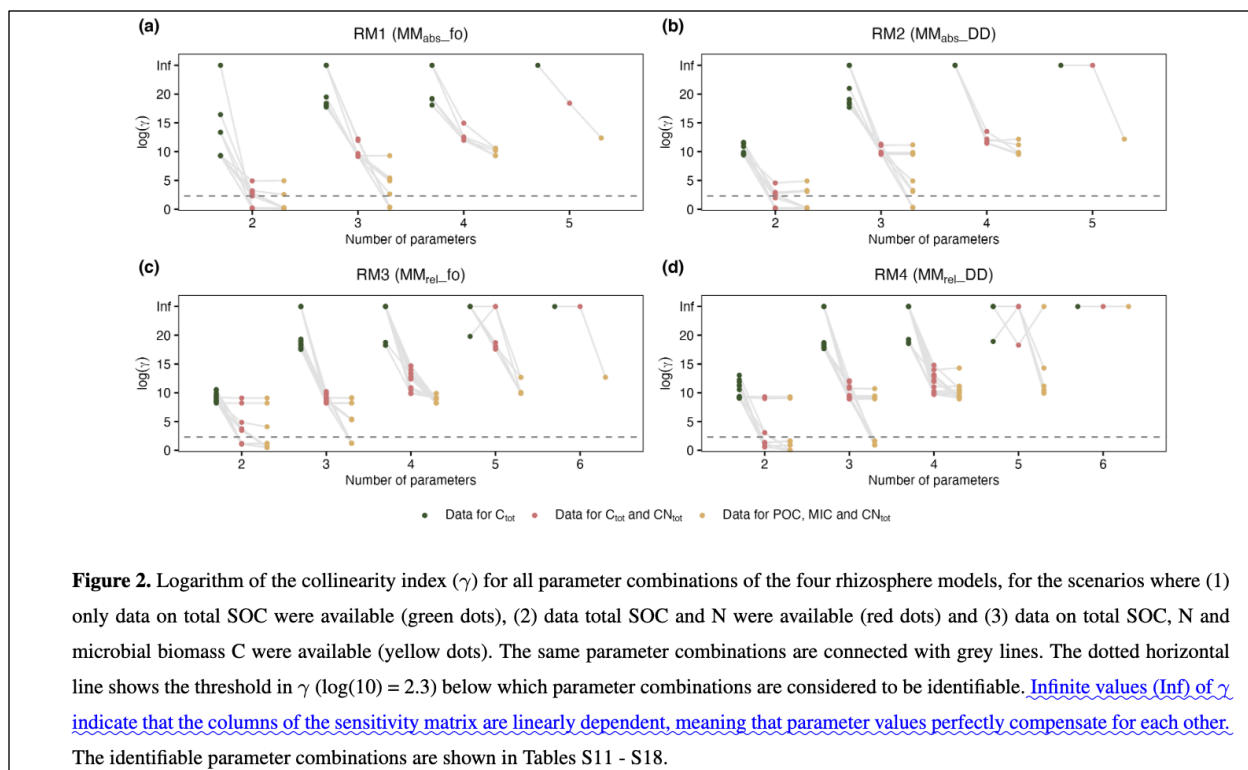 (a)
RM1 (MMabs_fo)
Inf
20
15
10
5
0
log(γ)
2 3 4 5
Number of parameters
(b)
RM2 (MMabs_DD)
Inf
20
15
10
5
0
log(γ)
2 3 4 5
Number of parameters
(c)
RM3 (MMrel_fo)
Inf
20
15
10
5
0
log(γ)
2 3 4 5 6
Number of parameters
(d)
RM4 (MMrel_DD)
Inf
20
15
10
5
0
log(γ)
2 3 4 5 6
Number of parameters
Data for Ctot Data for Ctot and CNtot Data for POC, MIC and CNtot
Figure 2. Logarithm of the collinearity index (γ) for all parameter combinations of the four rhizosphere models, for the scenarios where (1)
only data on total SOC were available (green dots), (2) data total SOC and N were available (red dots) and (3) data on total SOC, N and
microbial biomass C were available (yellow dots). The same parameter combinations are connected with grey lines. The dotted horizontal
line shows the threshold in γ (log(10) = 2.3) below which parameter combinations are considered to be identifiable. Infinite values (Inf) of γ
indicate that the columns of the sensitivity matrix are linearly dependent, meaning that parameter values perfectly compensate for each other.
The identifiable parameter combinations are shown in Tables S11 - S18.